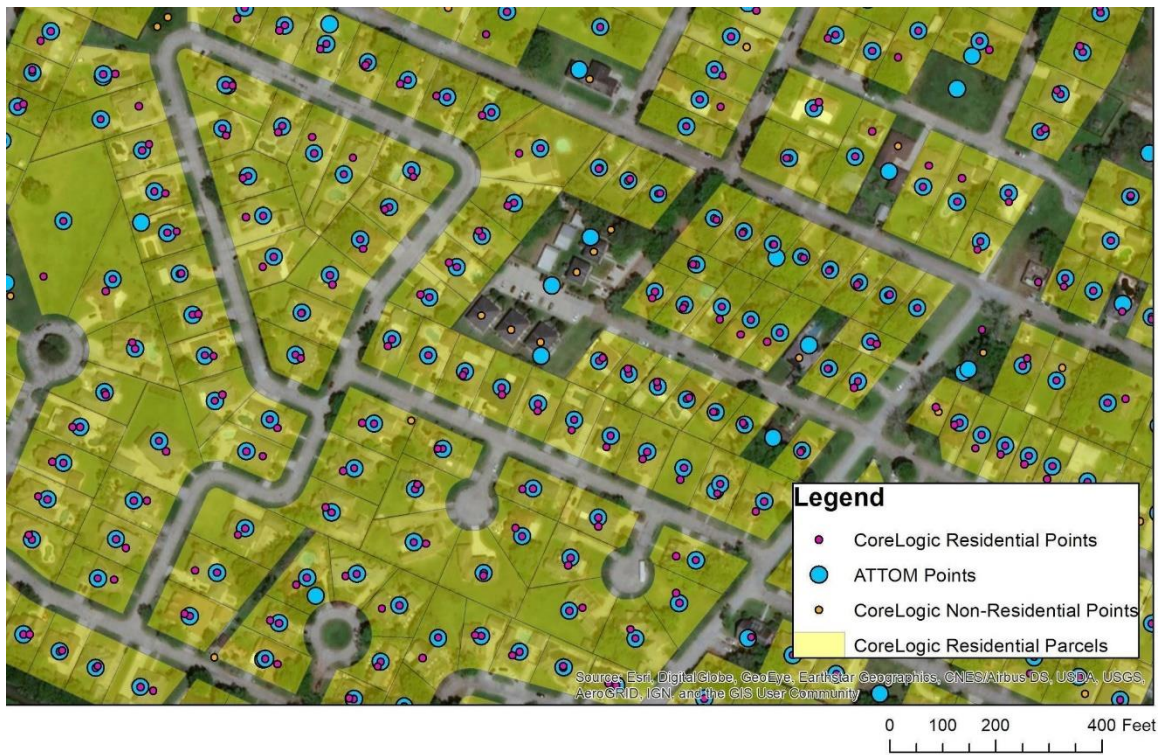 Legend
CoreLogic Residential Points
ATTOM Points
CoreLogic Non-Residential Points
CoreLogic Residential Parcels
Source: Esri, DigitalGlobe, GeoEye, Earthstar Geographics, CNES/Airbus DS, USDA, USGS,
AeroGRID, IGN, and the GIS User Community
0 100 200 400 Feet